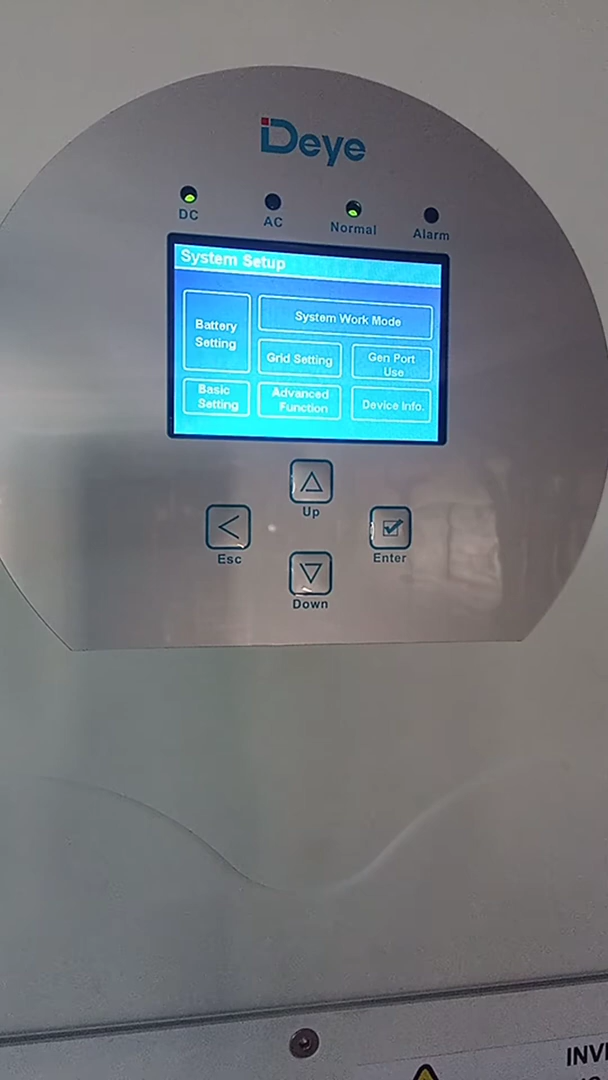 Deye
DC
AC
Normal
Alarm
System Setup
Battery
Setting
System Work Mode
Grid Setting
Gen Port
Use
Basic
Setting
Advanced
Function
Device Info.
Up
Esc
Enter
Down